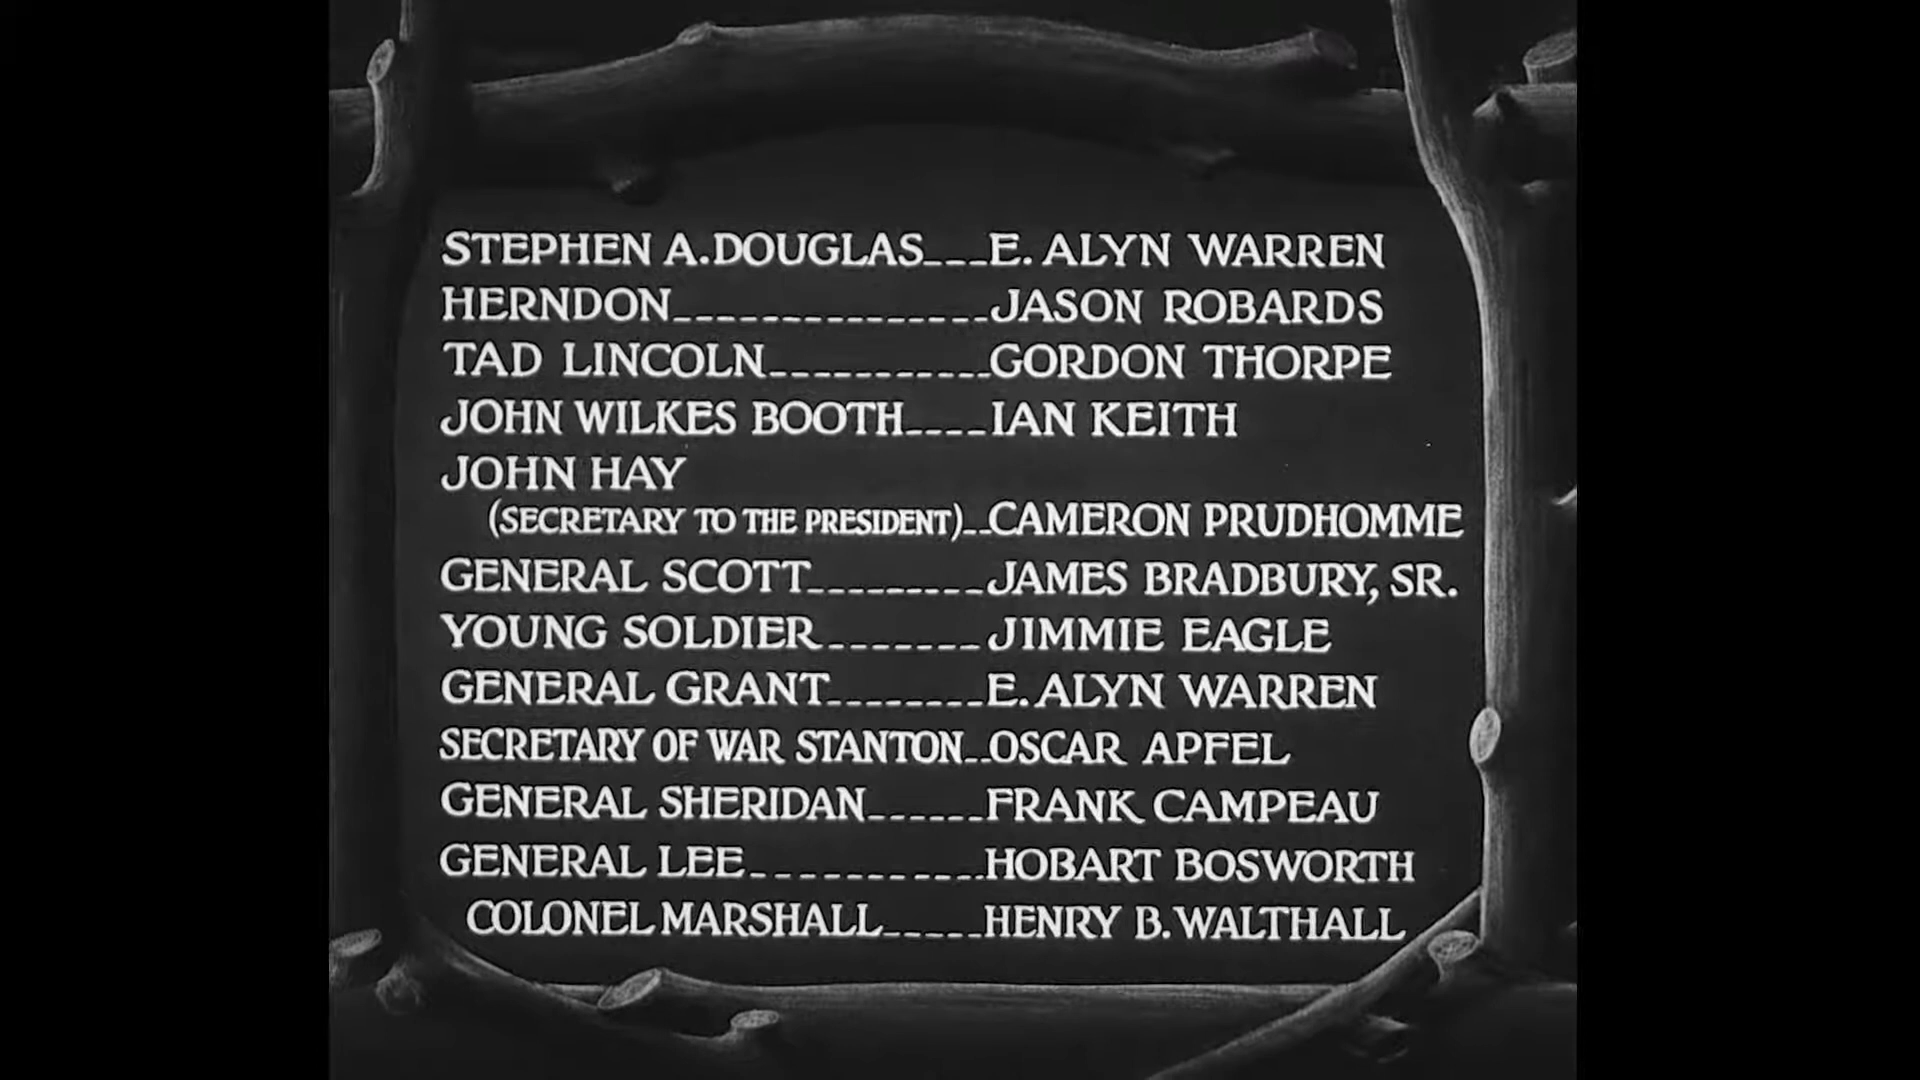 STEPHEN A. DOUGLAS___E. ALYN WARREN
HERNDON_______________JASON ROBARDS
TAD LINCOLN___________GORDON THORPE
JOHN WILKES BOOTH____IAN KEITH
JOHN HAY
(SECRETARY TO THE PRESIDENT)__CAMERON PRUDHOMME
GENERAL SCOTT_________JAMES BRADBURY, SR.
YOUNG SOLDIER_______JIMMIE EAGLE
GENERAL GRANT________E. ALYN WARREN
SECRETARY OF WAR STANTON__OSCAR APFEL
GENERAL SHERIDAN______FRANK CAMPEAU
GENERAL LEE___________HOBART BOSWORTH
COLONEL MARSHALL_____HENRY B. WALTHALL